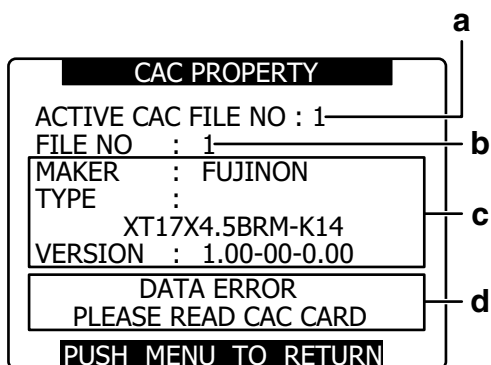 a
CAC PROPERTY
ACTIVE CAC FILE NO : 1
FILE NO : 1
b
MAKER : FUJINON
TYPE :
XT17X4.5BRM-K14
c
VERSION : 1.00-00-0.00
DATA ERROR
d
PLEASE READ CAC CARD
PUSH MENU TO RETURN